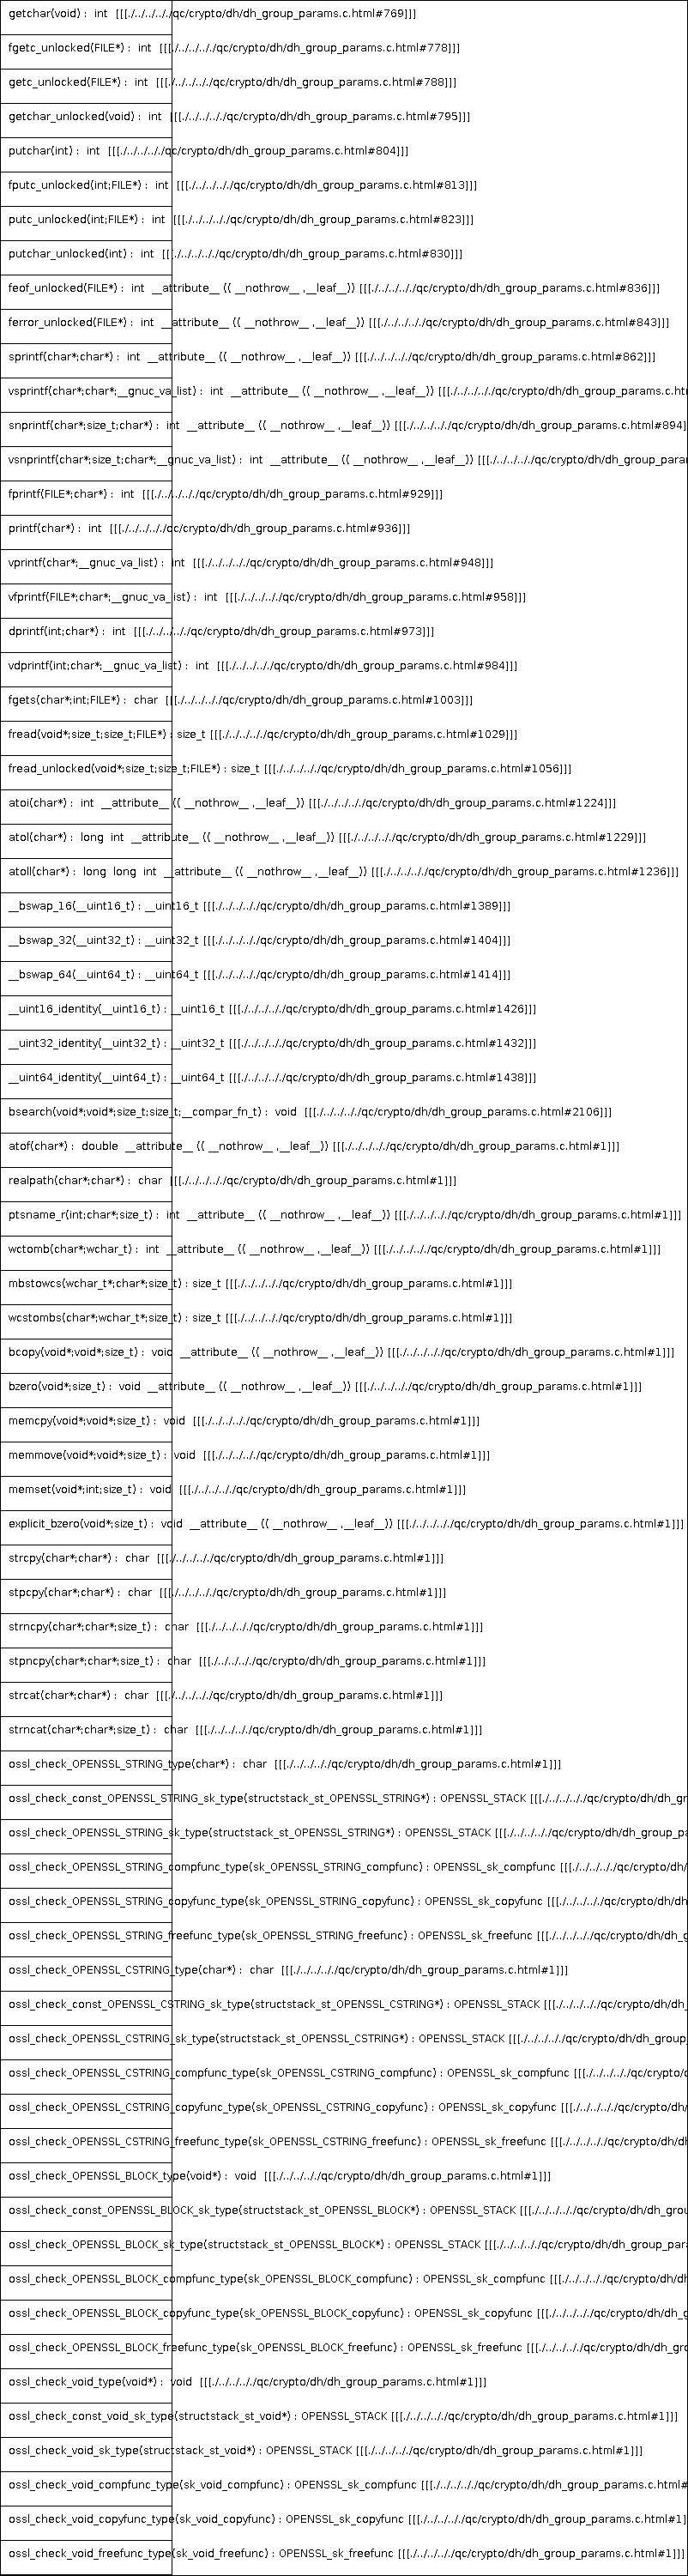 getchar(void) : int [[[./../../../../qc/crypto/dh/dh_group_params.c.html#769]]]
fgetc_unlocked(FILE*) : int [[[./../../../../qc/crypto/dh/dh_group_params.c.html#778]]]
getc_unlocked(FILE*) : int [[[./../../../../qc/crypto/dh/dh_group_params.c.html#788]]]
getchar_unlocked(void) : int [[[./../../../../qc/crypto/dh/dh_group_params.c.html#795]]]
putchar(int) : int [[[./../../../../qc/crypto/dh/dh_group_params.c.html#804]]]
fputc_unlocked(int;FILE*) : int [[[./../../../../qc/crypto/dh/dh_group_params.c.html#813]]]
putc_unlocked(int;FILE*) : int [[[./../../../../qc/crypto/dh/dh_group_params.c.html#823]]]
putchar_unlocked(int) : int [[[./../../../../qc/crypto/dh/dh_group_params.c.html#830]]]
feof_unlocked(FILE*) : int __attribute__ (( __nothrow__ ,__leaf__)) [[[./../../../../qc/crypto/dh/dh_group_params.c.html#836]]]
ferror_unlocked(FILE*) : int __attribute__ (( __nothrow__ ,__leaf__)) [[[./../../../../qc/crypto/dh/dh_group_params.c.html#843]]]
sprintf(char*;char*) : int __attribute__ (( __nothrow__ ,__leaf__)) [[[./../../../../qc/crypto/dh/dh_group_params.c.html#862]]]
vsprintf(char*;char*;__gnuc_va_list) : int __attribute__ (( __nothrow__ ,__leaf__)) [[[./../../../../qc/crypto/dh/dh_group_params.c.ht
snprintf(char*;size_t;char*) : int __attribute__ (( __nothrow__ ,__leaf__)) [[[./../../../../qc/crypto/dh/dh_group_params.c.html#894]
vsnprintf(char*;size_t;char*;__gnuc_va_list) : int __attribute__ (( __nothrow__ ,__leaf__)) [[[./../../../../qc/crypto/dh/dh_group_para
fprintf(FILE*;char*) : int [[[./../../../../qc/crypto/dh/dh_group_params.c.html#929]]]
printf(char*) : int [[[./../../../../qc/crypto/dh/dh_group_params.c.html#936]]]
vprintf(char*;__gnuc_va_list) : int [[[./../../../../qc/crypto/dh/dh_group_params.c.html#948]]]
vfprintf(FILE*;char*;__gnuc_va_list) : int [[[./../../../../qc/crypto/dh/dh_group_params.c.html#958]]]
dprintf(int;char*) : int [[[./../../../../qc/crypto/dh/dh_group_params.c.html#973]]]
vdprintf(int;char*;__gnuc_va_list) : int [[[./../../../../qc/crypto/dh/dh_group_params.c.html#984]]]
fgets(char*;int;FILE*) : char [[[./../../../../qc/crypto/dh/dh_group_params.c.html#1003]]]
fread(void*;size_t;size_t;FILE*) : size_t [[[./../../../../qc/crypto/dh/dh_group_params.c.html#1029]]]
fread_unlocked(void*;size_t;size_t;FILE*) : size_t [[[./../../../../qc/crypto/dh/dh_group_params.c.html#1056]]]
atoi(char*) : int __attribute__ (( __nothrow__ ,__leaf__)) [[[./../../../../qc/crypto/dh/dh_group_params.c.html#1224]]]
atol(char*) : long int __attribute__ (( __nothrow__ ,__leaf__)) [[[./../../../../qc/crypto/dh/dh_group_params.c.html#1229]]]
atoll(char*) : long long int __attribute__ (( __nothrow__ ,__leaf__)) [[[./../../../../qc/crypto/dh/dh_group_params.c.html#1236]]]
__bswap_16(__uint16_t) : __uint16_t [[[./../../../../qc/crypto/dh/dh_group_params.c.html#1389]]]
__bswap_32(__uint32_t) : __uint32_t [[[./../../../../qc/crypto/dh/dh_group_params.c.html#1404]]]
__bswap_64(__uint64_t) : __uint64_t [[[./../../../../qc/crypto/dh/dh_group_params.c.html#1414]]]
__uint16_identity(__uint16_t) : __uint16_t [[[./../../../../qc/crypto/dh/dh_group_params.c.html#1426]]]
__uint32_identity(__uint32_t) : __uint32_t [[[./../../../../qc/crypto/dh/dh_group_params.c.html#1432]]]
__uint64_identity(__uint64_t) : __uint64_t [[[./../../../../qc/crypto/dh/dh_group_params.c.html#1438]]]
bsearch(void*;void*;size_t;size_t;__compar_fn_t) : void [[[./../../../../qc/crypto/dh/dh_group_params.c.html#2106]]]
atof(char*) : double __attribute__ (( __nothrow__ ,__leaf__)) [[[./../../../../qc/crypto/dh/dh_group_params.c.html#1]]]
realpath(char*;char*) : char [[[./../../../../qc/crypto/dh/dh_group_params.c.html#1]]]
ptsname_r(int;char*;size_t) : int __attribute__ (( __nothrow__ ,__leaf__)) [[[./../../../../qc/crypto/dh/dh_group_params.c.html#1]]]
wctomb(char*;wchar_t) : int __attribute__ (( __nothrow__ ,__leaf__)) [[[./../../../../qc/crypto/dh/dh_group_params.c.html#1]]]
mbstowcs(wchar_t*;char*;size_t) : size_t [[[./../../../../qc/crypto/dh/dh_group_params.c.html#1]]]
wcstombs(char*;wchar_t*;size_t) : size_t [[[./../../../../qc/crypto/dh/dh_group_params.c.html#1]]]
bcopy(void*;void*;size_t) : void __attribute__ (( __nothrow__ ,__leaf__)) [[[./../../../../qc/crypto/dh/dh_group_params.c.html#1]]]
bzero(void*;size_t) : void __attribute__ (( __nothrow__ ,__leaf__)) [[[./../../../../qc/crypto/dh/dh_group_params.c.html#1]]]
memcpy(void*;void*;size_t) : void [[[./../../../../qc/crypto/dh/dh_group_params.c.html#1]]]
memmove(void*;void*;size_t) : void [[[./../../../../qc/crypto/dh/dh_group_params.c.html#1]]]
memset(void*;int;size_t) : void [[[./../../../../qc/crypto/dh/dh_group_params.c.html#1]]]
explicit_bzero(void*;size_t) : void __attribute__ (( __nothrow__ ,__leaf__)) [[[./../../../../qc/crypto/dh/dh_group_params.c.html#1]]]
strcpy(char*;char*) : char [[[./../../../../qc/crypto/dh/dh_group_params.c.html#1]]]
stpcpy(char*;char*) : char [[[./../../../../qc/crypto/dh/dh_group_params.c.html#1]]]
strncpy(char*;char*;size_t) : char [[[./../../../../qc/crypto/dh/dh_group_params.c.html#1]]]
stpncpy(char*;char*;size_t) : char [[[./../../../../qc/crypto/dh/dh_group_params.c.html#1]]]
strcat(char*;char*) : char [[[./../../../../qc/crypto/dh/dh_group_params.c.html#1]]]
strncat(char*;char*;size_t) : char [[[./../../../../qc/crypto/dh/dh_group_params.c.html#1]]]
ossl_check_OPENSSL_STRING_type(char*) : char [[[./../../../../qc/crypto/dh/dh_group_params.c.html#1]]]
ossl_check_const_OPENSSL_STRING_sk_type(structstack_st_OPENSSL_STRING*) : OPENSSL_STACK [[[./../../../../qc/crypto/dh/dh_gr
ossl_check_OPENSSL_STRING_sk_type(structstack_st_OPENSSL_STRING*) : OPENSSL_STACK [[[./../../../../qc/crypto/dh/dh_group_pa
ossl_check_OPENSSL_STRING_compfunc_type(sk_OPENSSL_STRING_compfunc) : OPENSSL_sk_compfunc [[[./../../../../qc/crypto/dh/
ossl_check_OPENSSL_STRING_copyfunc_type(sk_OPENSSL_STRING_copyfunc) : OPENSSL_sk_copyfunc [[[./../../../../qc/crypto/dh/dh
ossl_check_OPENSSL_STRING_freefunc_type(sk_OPENSSL_STRING_freefunc) : OPENSSL_sk_freefunc [[[./../../../../qc/crypto/dh/dh_g
ossl_check_OPENSSL_CSTRING_type(char*) : char [[[./../../../../qc/crypto/dh/dh_group_params.c.html#1]]]
ossl_check_const_OPENSSL_CSTRING_sk_type(structstack_st_OPENSSL_CSTRING*) : OPENSSL_STACK [[[./../../../../qc/crypto/dh/dh_
ossl_check_OPENSSL_CSTRING_sk_type(structstack_st_OPENSSL_CSTRING*) : OPENSSL_STACK [[[./../../../../qc/crypto/dh/dh_group_
ossl_check_OPENSSL_CSTRING_compfunc_type(sk_OPENSSL_CSTRING_compfunc) : OPENSSL_sk_compfunc [[[./../../../../qc/crypto/d
ossl_check_OPENSSL_CSTRING_copyfunc_type(sk_OPENSSL_CSTRING_copyfunc) : OPENSSL_sk_copyfunc [[[./../../../../qc/crypto/dh/
ossl_check_OPENSSL_CSTRING_freefunc_type(sk_OPENSSL_CSTRING_freefunc) : OPENSSL_sk_freefunc [[[./../../../../qc/crypto/dh/dh
ossl_check_OPENSSL_BLOCK_type(void*) : void [[[./../../../../qc/crypto/dh/dh_group_params.c.html#1]]]
ossl_check_const_OPENSSL_BLOCK_sk_type(structstack_st_OPENSSL_BLOCK*) : OPENSSL_STACK [[[./../../../../qc/crypto/dh/dh_grou
ossl_check_OPENSSL_BLOCK_sk_type(structstack_st_OPENSSL_BLOCK*) : OPENSSL_STACK [[[./../../../../qc/crypto/dh/dh_group_para
ossl_check_OPENSSL_BLOCK_compfunc_type(sk_OPENSSL_BLOCK_compfunc) : OPENSSL_sk_compfunc [[[./../../../../qc/crypto/dh/dh
ossl_check_OPENSSL_BLOCK_copyfunc_type(sk_OPENSSL_BLOCK_copyfunc) : OPENSSL_sk_copyfunc [[[./../../../../qc/crypto/dh/dh_g
ossl_check_OPENSSL_BLOCK_freefunc_type(sk_OPENSSL_BLOCK_freefunc) : OPENSSL_sk_freefunc [[[./../../../../qc/crypto/dh/dh_gro
ossl_check_void_type(void*) : void [[[./../../../../qc/crypto/dh/dh_group_params.c.html#1]]]
ossl_check_const_void_sk_type(structstack_st_void*) : OPENSSL_STACK [[[./../../../../qc/crypto/dh/dh_group_params.c.html#1]]]
ossl_check_void_sk_type(structstack_st_void*) : OPENSSL_STACK [[[./../../../../qc/crypto/dh/dh_group_params.c.html#1]]]
ossl_check_void_compfunc_type(sk_void_compfunc) : OPENSSL_sk_compfunc [[[./../../../../qc/crypto/dh/dh_group_params.c.html#
ossl_check_void_copyfunc_type(sk_void_copyfunc) : OPENSSL_sk_copyfunc [[[./../../../../qc/crypto/dh/dh_group_params.c.html#1]
ossl_check_void_freefunc_type(sk_void_freefunc) : OPENSSL_sk_freefunc [[[./../../../../qc/crypto/dh/dh_group_params.c.html#1]]]